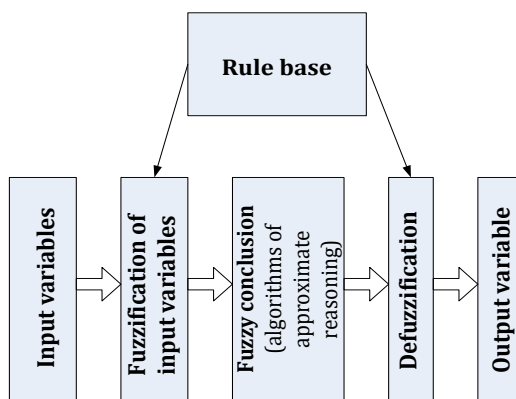 Rule base
Input variables
Fuzzification of
input variables
Fuzzy conclusion
(algorithms of
approximate
reasoning)
Defuzzification
Output variable